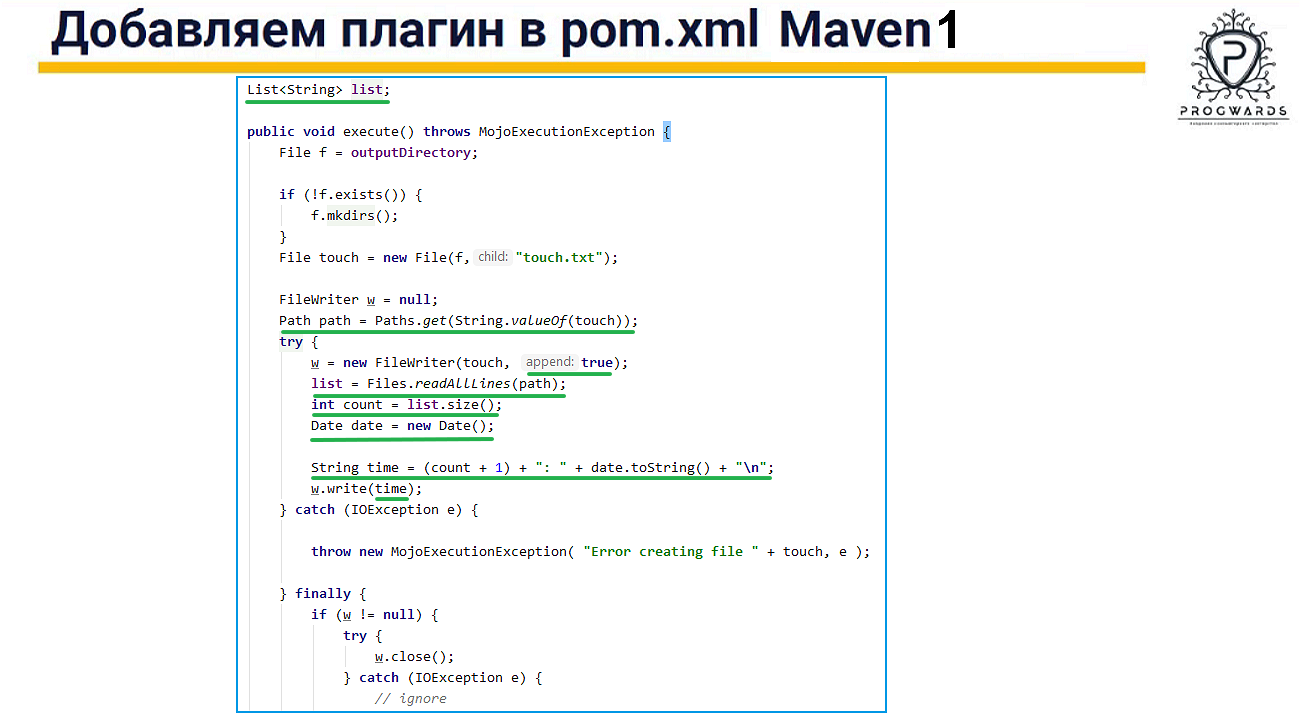 Добавляем плагин в pom.xml Maven1
PROGWARDS
List<String> list;
public void execute() throws MojoExecutionException {
File f = outputDirectory;
if (!f.exists()) {
f.mkdirs();
}
File touch = new File(f, child: "touch.txt");
FileWriter w = null;
Path path = Paths.get(String.valueOf(touch));
try {
w = new FileWriter(touch, append: true);
list = Files.readAllLines(path);
int count = list.size();
Date date = new Date();
String time = (count + 1) + ": " + date.toString() + "\n";
w.write(time);
} catch (IOException e) {
throw new MojoExecutionException( "Error creating file " + touch, e );
} finally {
if (w != null) {
try {
w.close();
} catch (IOException e) {
// ignore